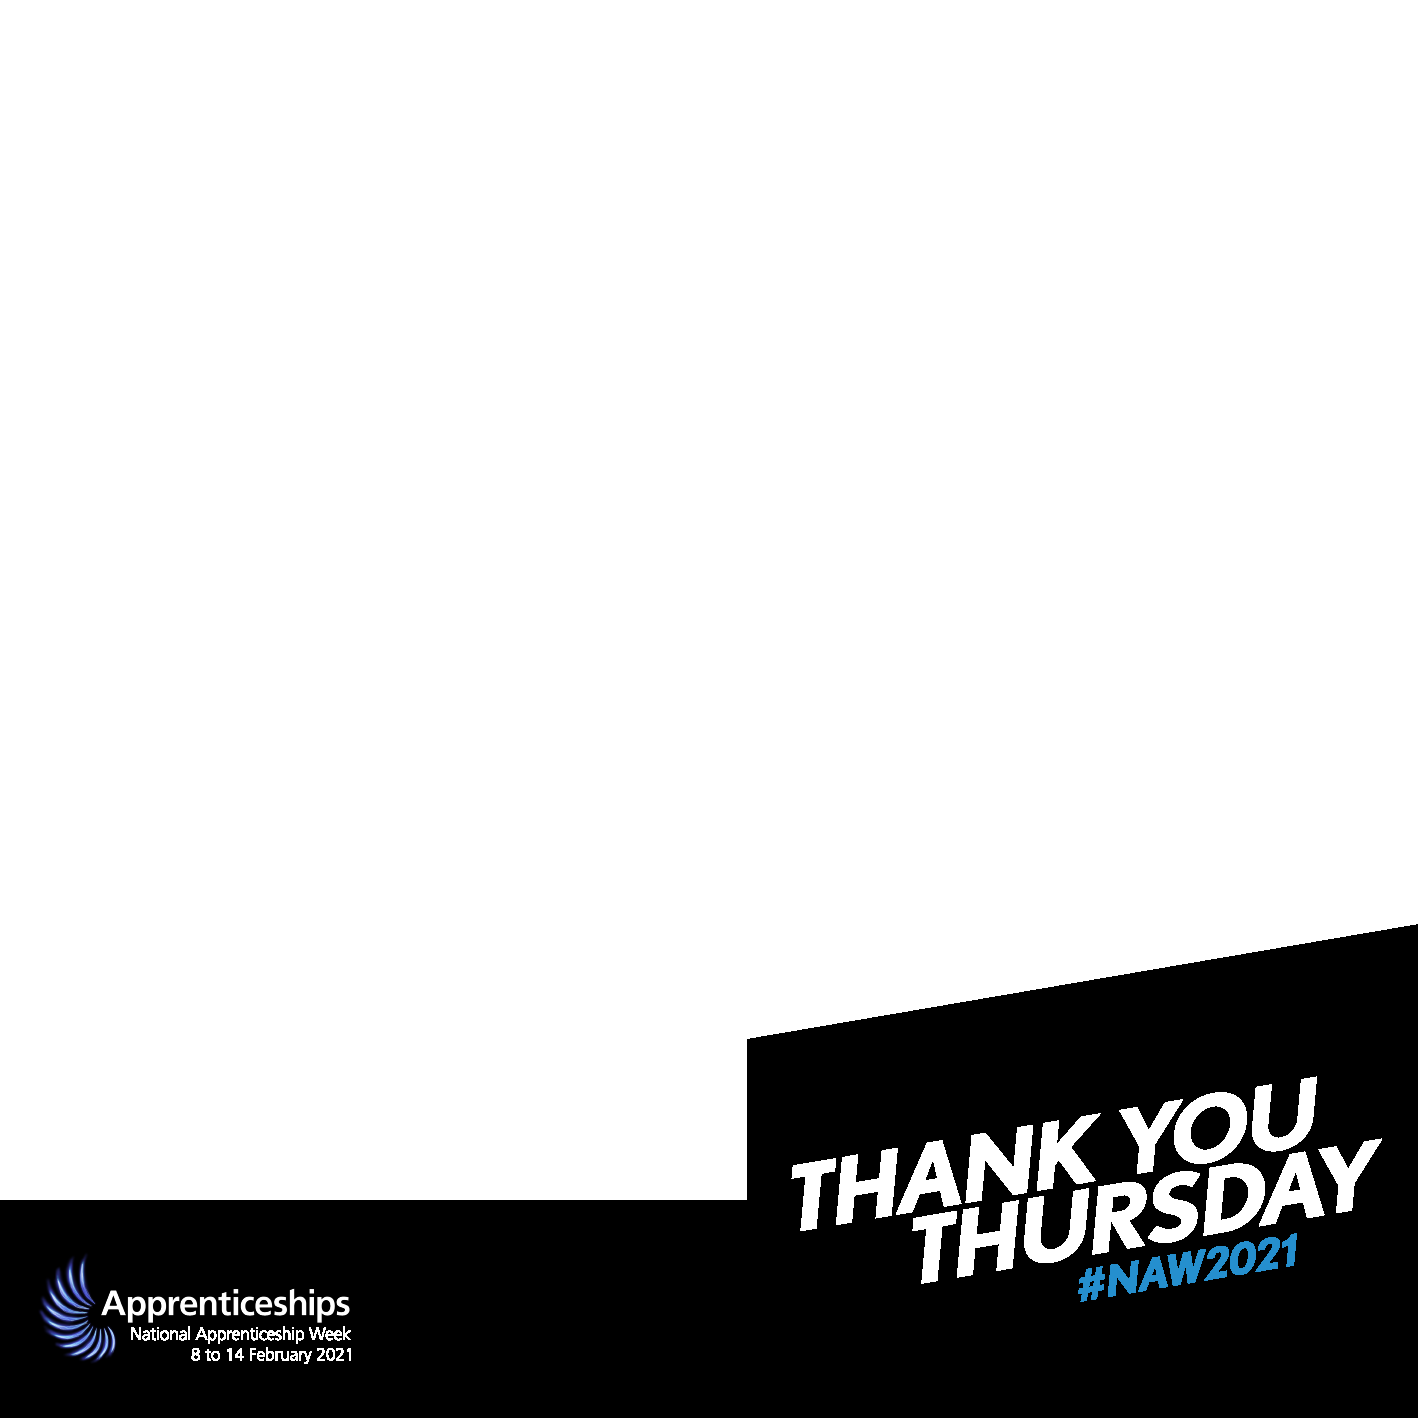 THANK YOU
THURSDAY
#NAW2021
Apprenticeships
National Apprenticeship Week
8 to 14 February 2021